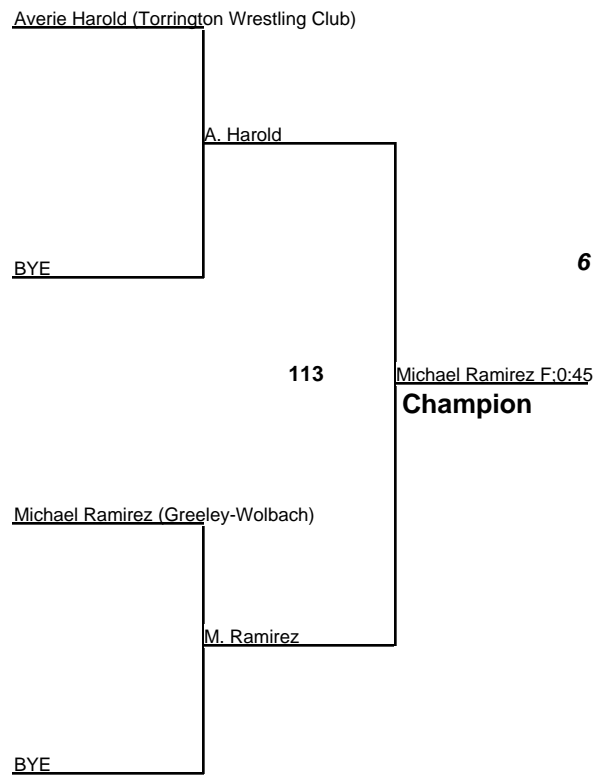 Averie Harold (Torrington Wrestling Club)
A. Harold
BYE
6
113
Michael Ramirez F;0:45
Champion
Michael Ramirez (Greeley-Wolbach)
M. Ramirez
BYE